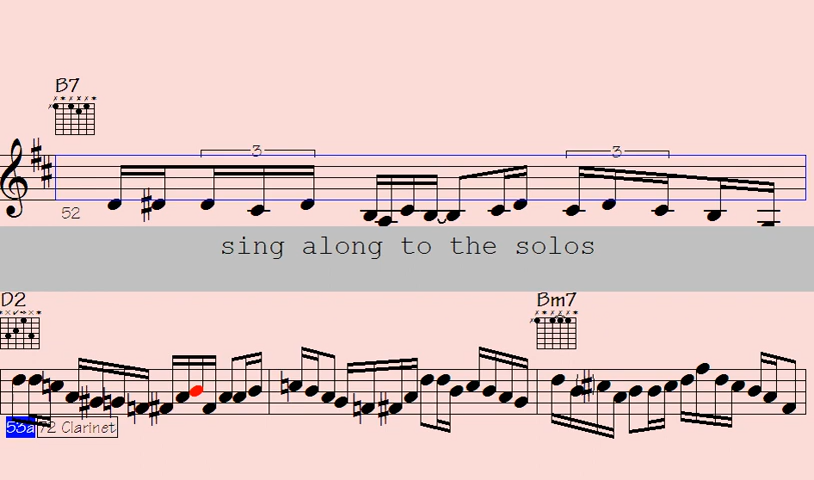 B7
3 3
52
sing along to the solos
D2 Bm7
53a 72 Clarinet